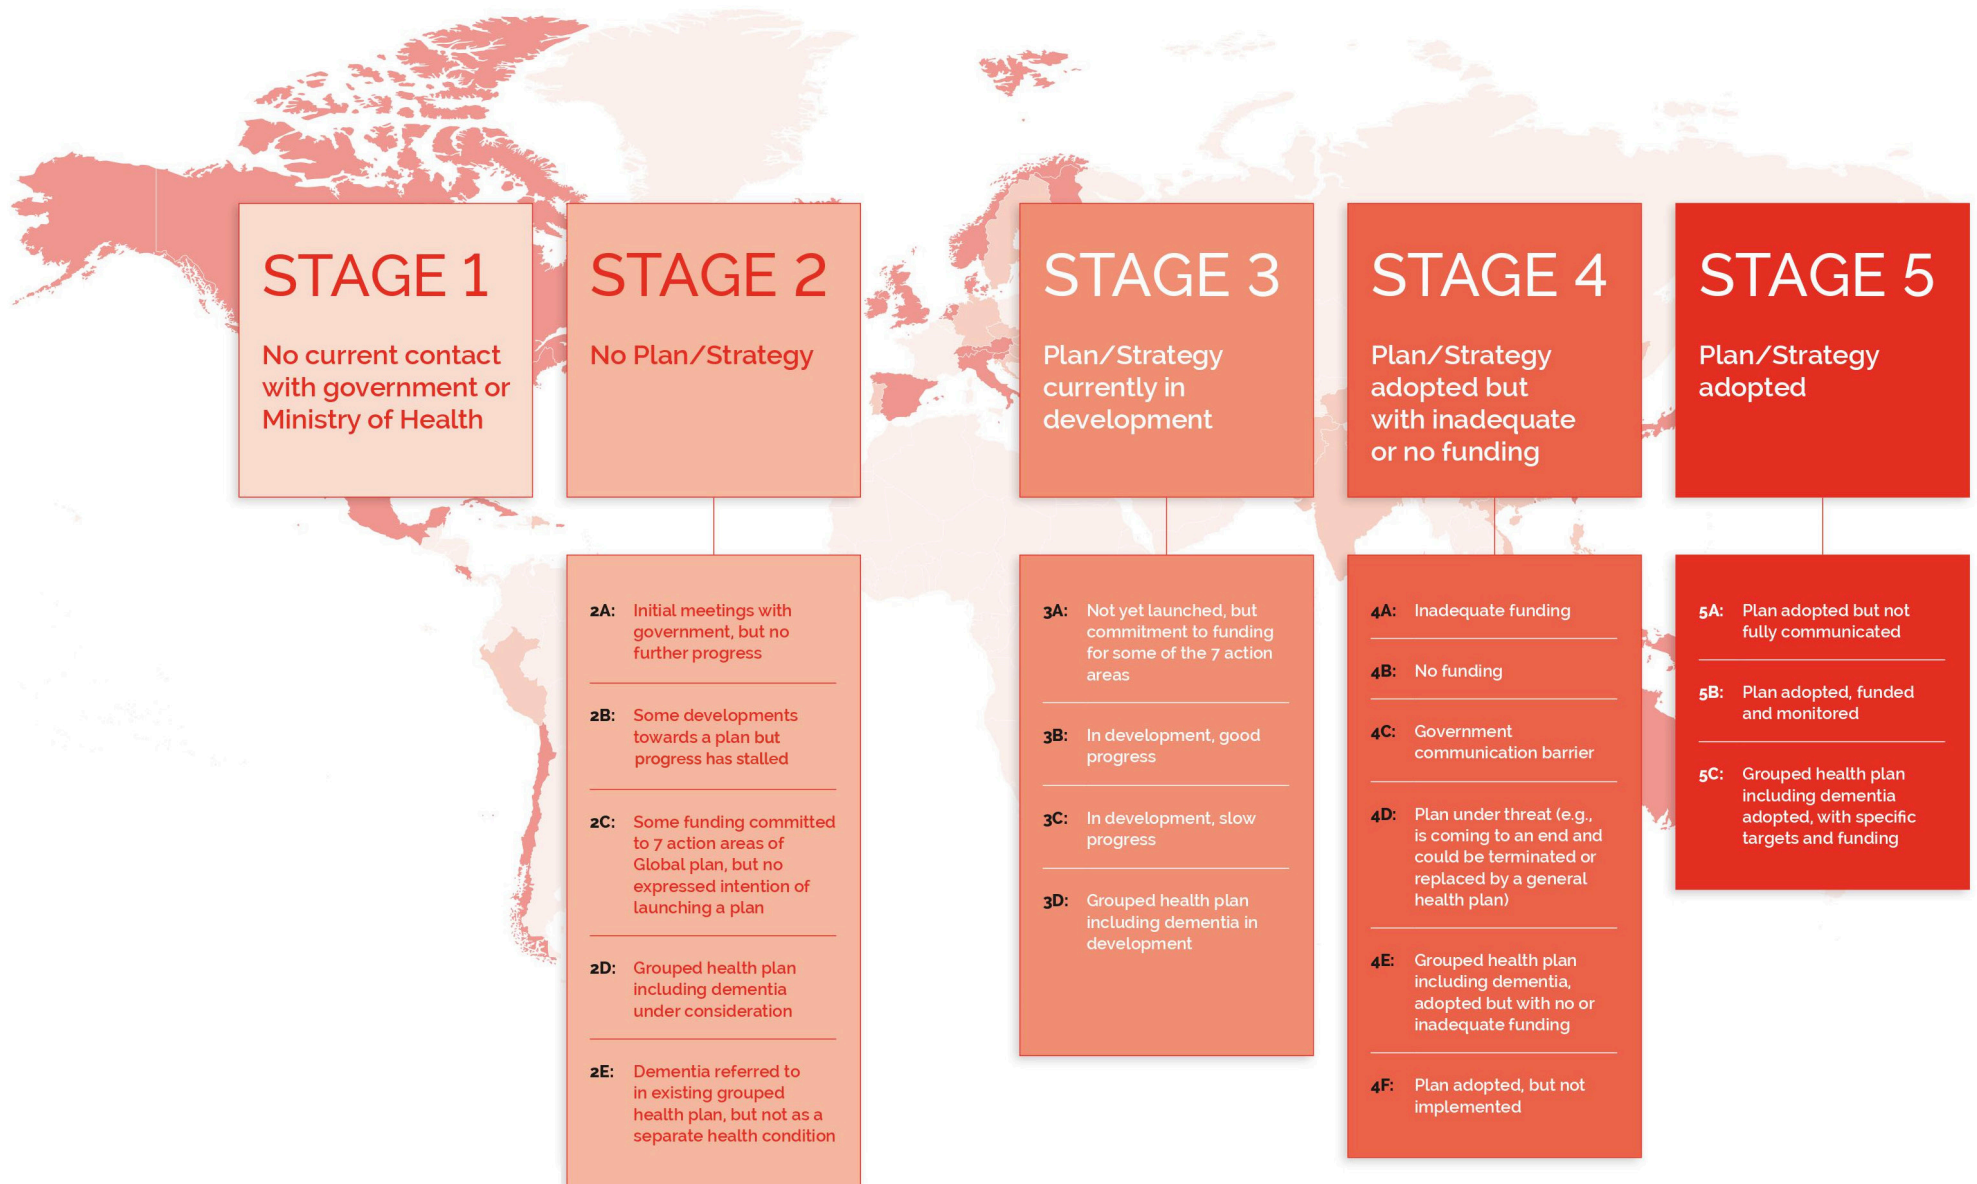 STAGE 1
No current contact
with government or
Ministry of Health
STAGE 2
No Plan/Strategy
2A: Initial meetings with
government, but no
further progress
2B: Some developments
towards a plan but
progress has stalled
2C: Some funding committed
to 7 action areas of
Global plan, but no
expressed intention of
launching a plan
2D: Grouped health plan
including dementia
under consideration
2E: Dementia referred to
in existing grouped
health plan, but not as a
separate health condition
STAGE 3
Plan/Strategy
currently in
development
3A: Not yet launched, but
commitment to funding
for some of the 7 action
areas
3B: In development, good
progress
3C: In development, slow
progress
3D: Grouped health plan
including dementia in
development
STAGE 4
Plan/Strategy
adopted but
with inadequate
or no funding
4A: Inadequate funding
4B: No funding
4C: Government
communication barrier
4D: Plan under threat (e.g.,
is coming to an end and
could be terminated or
replaced by a general
health plan)
4E: Grouped health plan
including dementia,
adopted but with no or
inadequate funding
4F: Plan adopted, but not
implemented
STAGE 5
Plan/Strategy
adopted
5A: Plan adopted but not
fully communicated
5B: Plan adopted, funded
and monitored
5C: Grouped health plan
including dementia
adopted, with specific
targets and funding